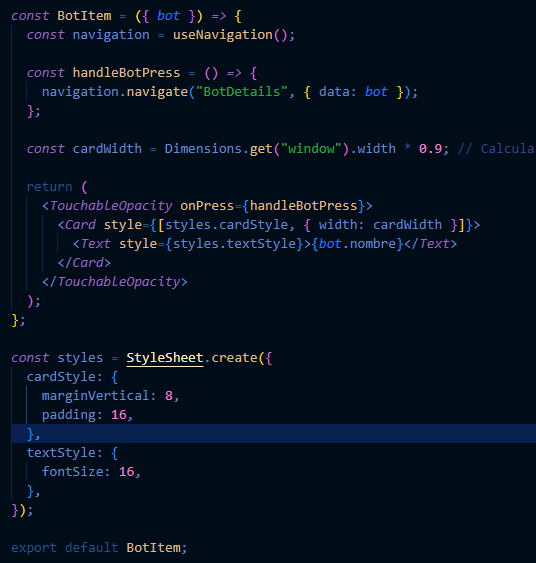 const BotItem = ({ bot }) => {
const navigation = useNavigation();
const handleBotPress = () => {
navigation.navigate("BotDetails", { data: bot });
};
const cardWidth = Dimensions.get("window").width * 0.9; // Calcula
return (
<TouchableOpacity onPress={handleBotPress}>
<Card style={[styles.cardStyle, { width: cardWidth }]}>
<Text style={styles.textStyle}>{bot.nombre}</Text>
</Card>
</TouchableOpacity>
);
};
const styles = StyleSheet.create({
cardStyle: {
marginVertical: 8,
padding: 16,
},
textStyle: {
fontSize: 16,
},
});
export default BotItem;